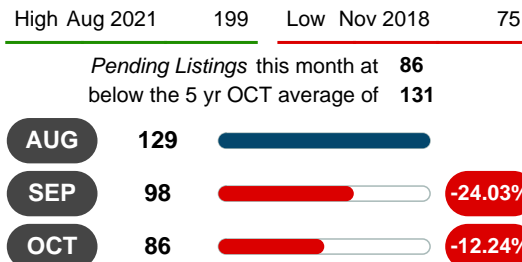 High Aug 2021 199 Low Nov 2018 75
Pending Listings this month at 86
below the 5 yr OCT average of 131
AUG 129
SEP 98 -24.03%
OCT 86 -12.24%